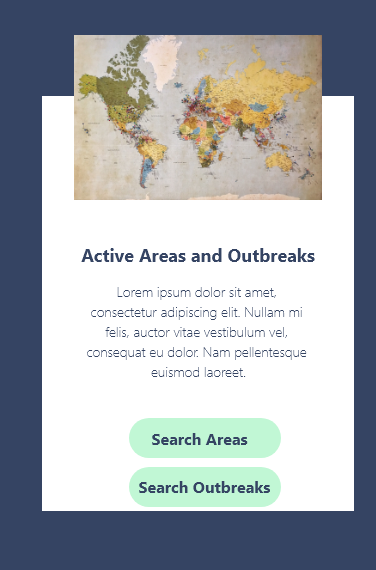 Active Areas and Outbreaks
Lorem ipsum dolor sit amet,
consectetur adipiscing elit. Nullam mi
felis, auctor vitae vestibulum vel,
consequat eu dolor. Nam pellentesque
euismod laoreet.
Search Areas
Search Outbreaks